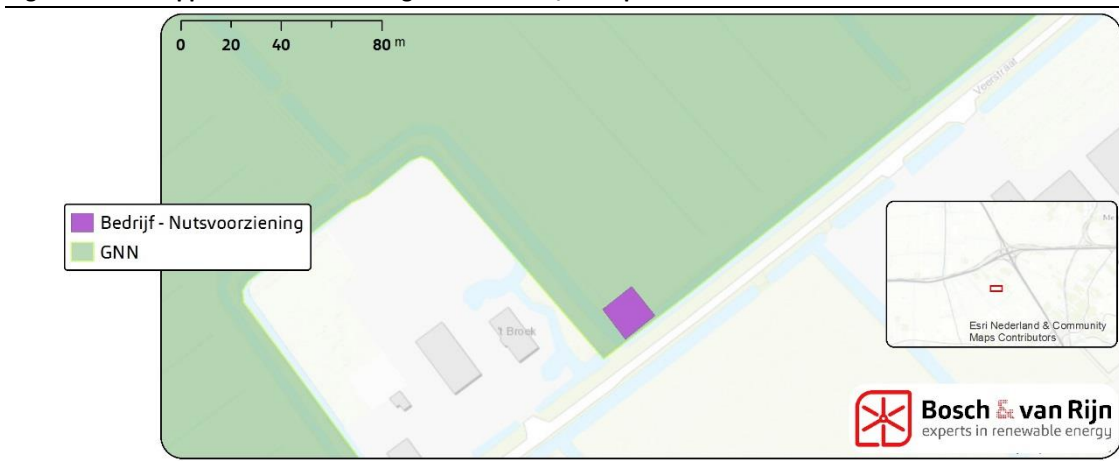 0 20 40 80 m
Veerstraat
Bedrijf - Nutsvoorziening
GNN
't Broek
Esri Nederland & Community
Maps Contributors
Bosch & van Rijn
experts in renewable energy